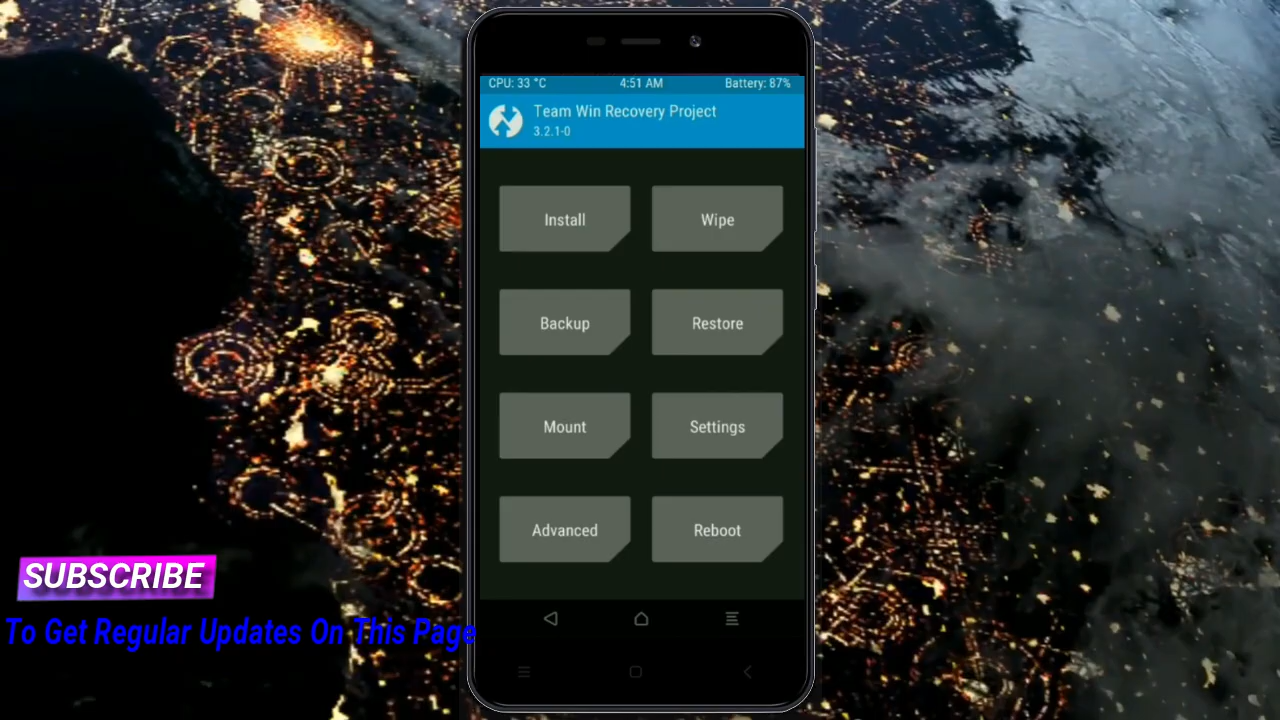 CPU: 33 °C 4:51 AM Battery: 87%
Team Win Recovery Project
3.2.1-0
Install Wipe
Backup Restore
Mount Settings
Advanced Reboot
SUBSCRIBE
To Get Regular Updates On This Page